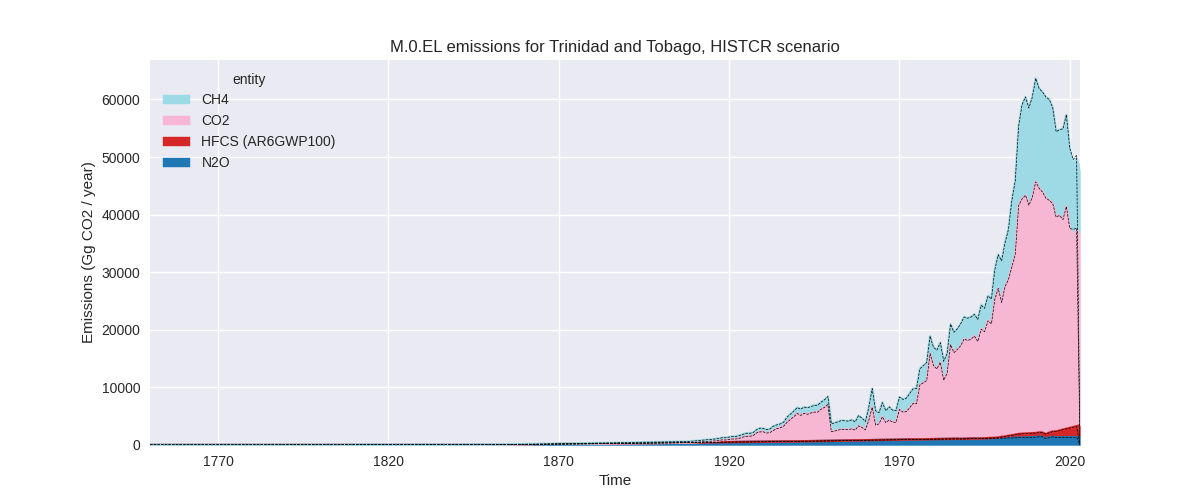 M.0.EL emissions for Trinidad and Tobago, HISTCR scenario
entity
CH4
CO2
HFCS (AR6GWP100)
N2O
Emissions (Gg CO2 / year)
60000
50000
40000
30000
20000
10000
0
1770
1820
1870
1920
1970
2020
Time